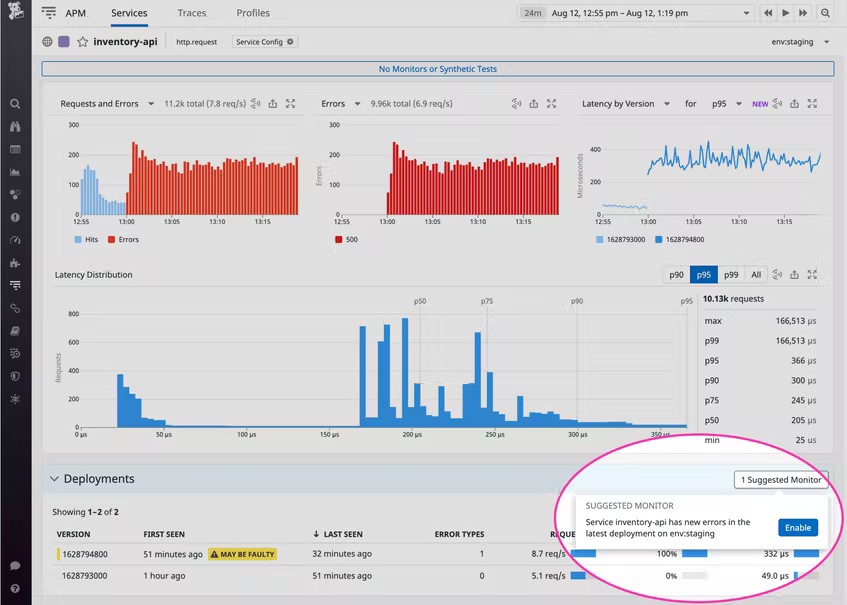 APM Services Traces Profiles 24m Aug 12, 12:55 pm – Aug 12, 1:19 pm
inventory-api http.request Service Config env:staging
No Monitors or Synthetic Tests
Requests and Errors 11.2k total (7.8 req/s)
300
200
100
0
12:55 13:00 13:05 13:10 13:15
Hits Errors
Errors 9.96k total (6.9 req/s)
Errors
300
200
100
0
12:55 13:00 13:05 13:10 13:15
500
Latency by Version for p95 NEW
Microseconds
400
200
0
12:55 13:00 13:05 13:10 13:15
1628793000 1628794800
Latency Distribution p90 p95 p99 All
p50 p75 p90 p95
Requests
800
600
400
200
0
0 µs 50 µs 100 µs 150 µs 200 µs 250 µs 300 µs 350 µs
10.13k requests
max 166,513 µs
p99 166,513 µs
p95 366 µs
p90 300 µs
p75 245 µs
p50 205 µs
min 25 µs
Deployments 1 Suggested Monitor
Showing 1–2 of 2
SUGGESTED MONITOR
Service inventory-api has new errors in the
latest deployment on env:staging
Enable
VERSION FIRST SEEN LAST SEEN ERROR TYPES
1628794800 51 minutes ago MAY BE FAULTY 32 minutes ago 1 8.7 req/s 100% 332 µs
1628793000 1 hour ago 51 minutes ago 0 5.1 req/s 0% 49.0 µs